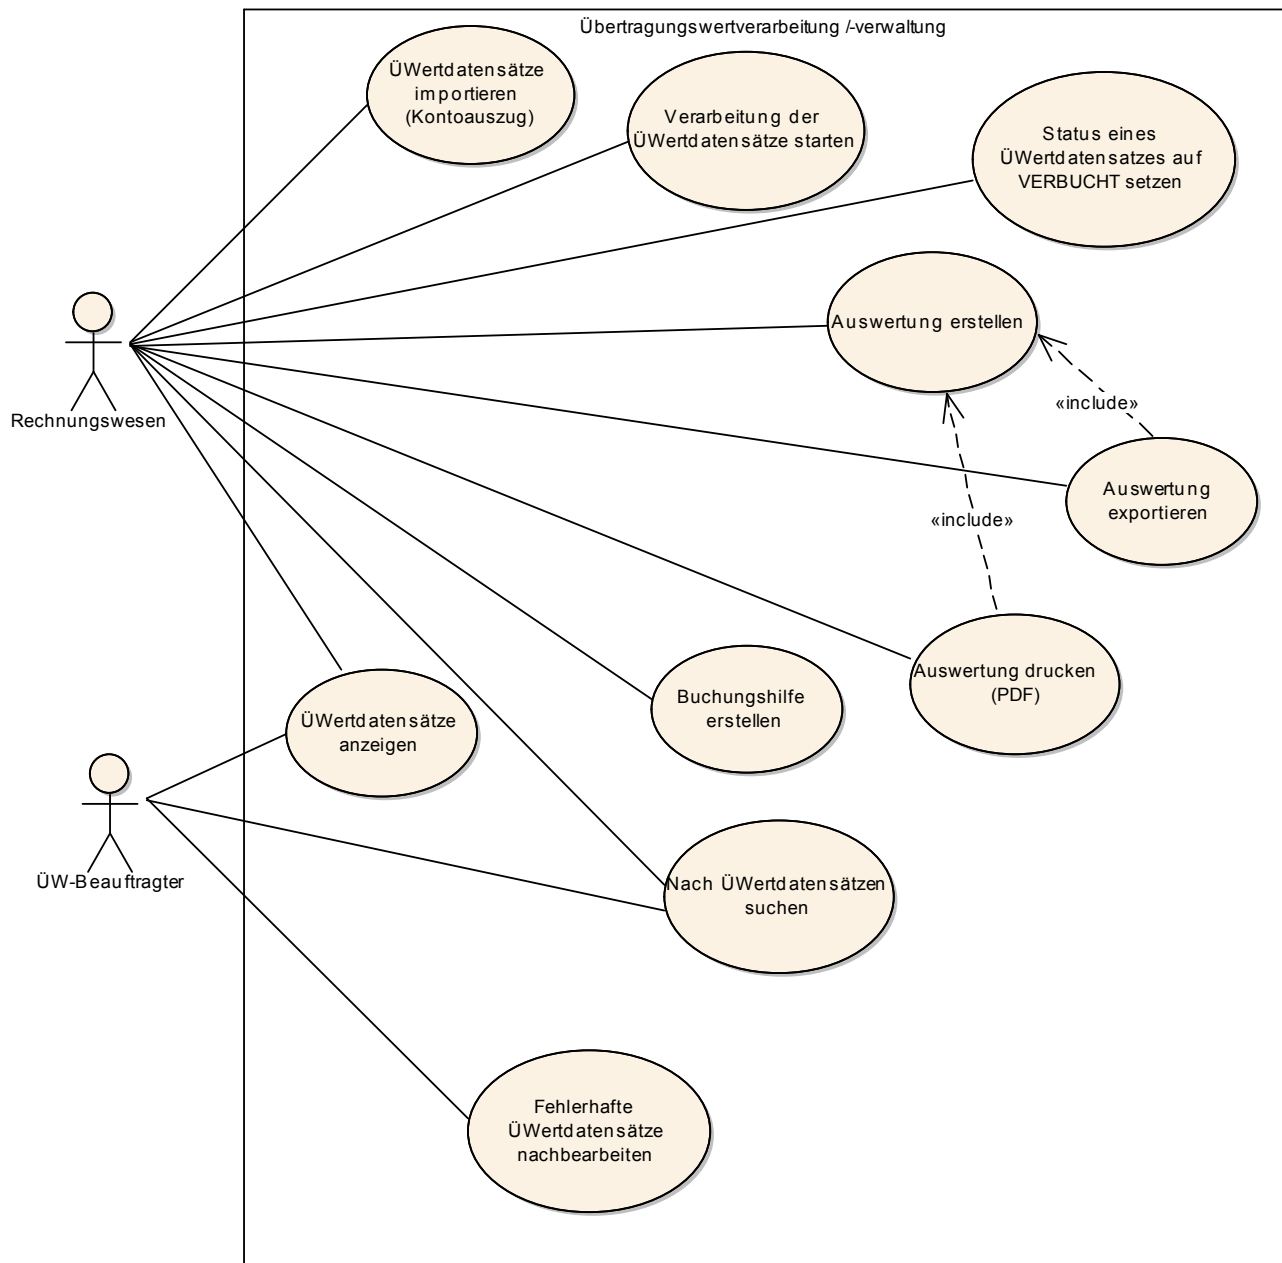 Übertragungswertverarbeitung /-verwaltung
ÜWertdatensätze
importieren
(Kontoauszug)
Verarbeitung der
ÜWertdatensätze starten
Status eines
ÜWertdatensatzes auf
VERBUCHT setzen
Auswertung erstellen
«include»
Rechnungswesen
Auswertung
exportieren
«include»
Auswertung drucken
(PDF)
Buchungshilfe
erstellen
ÜWertdatensätze
anzeigen
ÜW-Beauftragter
Nach ÜWertdatensätzen
suchen
Fehlerhafte
ÜWertdatensätze
nachbearbeiten